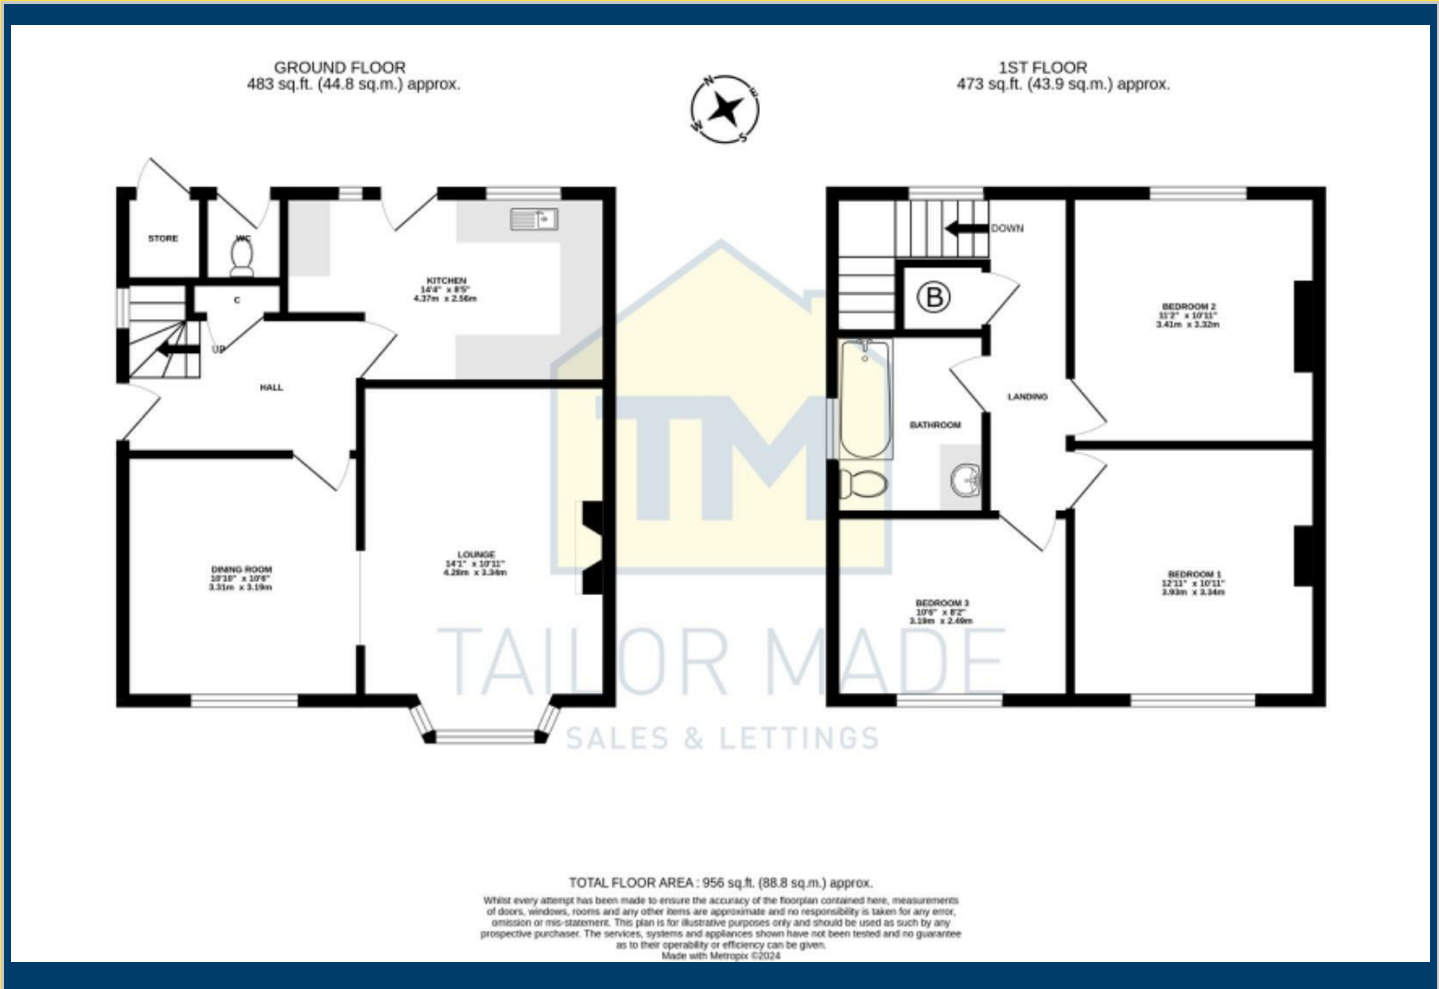 GROUND FLOOR
483 sq.ft. (44.8 sq.m.) approx.
1ST FLOOR
473 sq.ft. (43.9 sq.m.) approx.
N
E
S
W
STORE
WC
C
UP
HALL
KITCHEN
14'4" x 8'5"
4.37m x 2.56m
DINING ROOM
10'10" x 10'6"
3.31m x 3.19m
LOUNGE
14'1" x 10'11"
4.28m x 3.34m
DOWN
B
BATHROOM
LANDING
BEDROOM 2
11'2" x 10'11"
3.41m x 3.32m
BEDROOM 1
12'11" x 10'11"
3.93m x 3.34m
BEDROOM 3
10'6" x 8'2"
3.19m x 2.49m
TM
TAILOR MADE
SALES & LETTINGS
TOTAL FLOOR AREA : 956 sq.ft. (88.8 sq.m.) approx.
Whilst every attempt has been made to ensure the accuracy of the floorplan contained here, measurements
of doors, windows, rooms and any other items are approximate and no responsibility is taken for any error,
omission or mis-statement. This plan is for illustrative purposes only and should be used as such by any
prospective purchaser. The services, systems and appliances shown have not been tested and no guarantee
as to their operability or efficiency can be given.
Made with Metropix ©2024